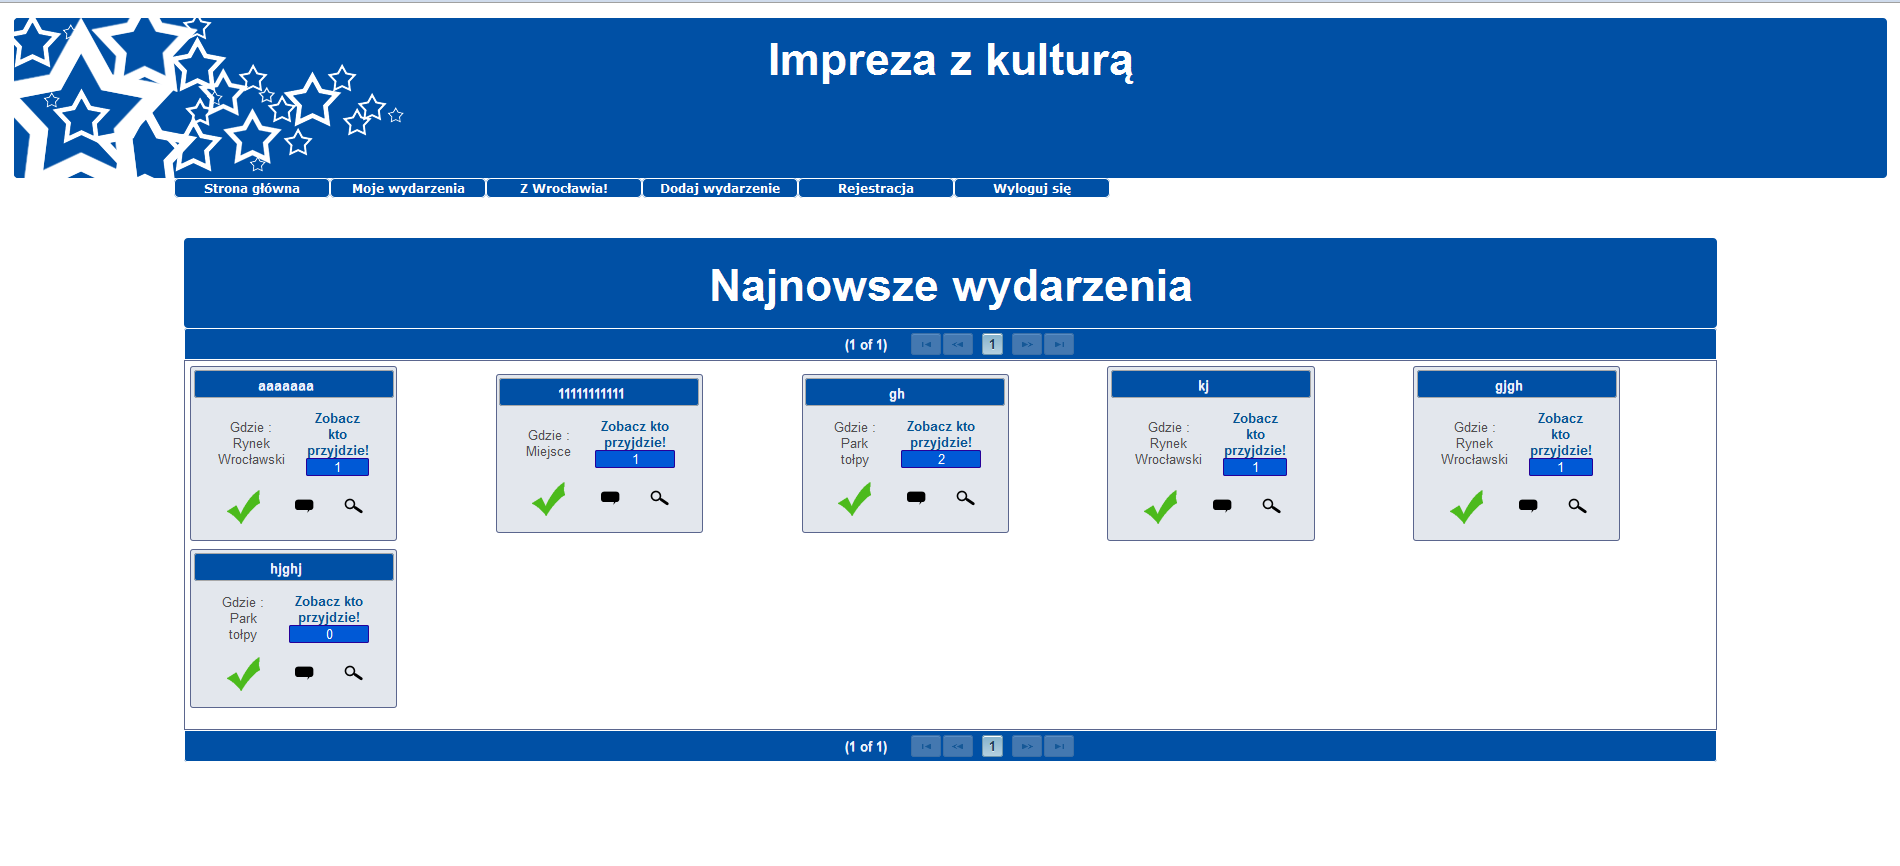 Impreza z kulturą
Strona główna Moje wydarzenia Z Wrocławia! Dodaj wydarzenie Rejestracja Wyloguj się
Najnowsze wydarzenia
(1 of 1) 1
aaaaaaa
Gdzie :
Rynek
Wrocławski
Zobacz
kto
przyjdzie!
1
11111111111
Gdzie :
Miejsce
Zobacz kto
przyjdzie!
1
gh
Gdzie :
Park
tołpy
Zobacz kto
przyjdzie!
2
kj
Gdzie :
Rynek
Wrocławski
Zobacz
kto
przyjdzie!
1
gjgh
Gdzie :
Rynek
Wrocławski
Zobacz
kto
przyjdzie!
1
hjghj
Gdzie :
Park
tołpy
Zobacz kto
przyjdzie!
0
(1 of 1) 1